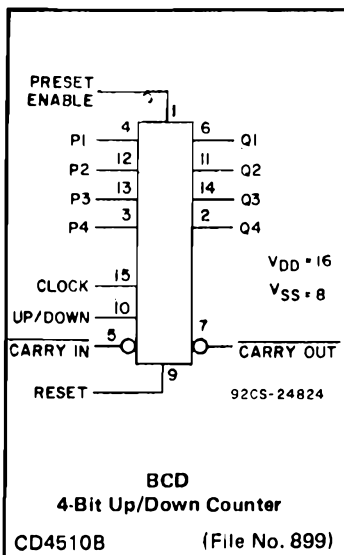 PRESET
ENABLE
1
P1 4 6 Q1
P2 12 11 Q2
P3 13 14 Q3
P4 3 2 Q4
VDD = 16
VSS = 8
CLOCK 15
UP/DOWN 10
CARRY IN 5 7 CARRY OUT
RESET 9
92CS-24824
BCD
4-Bit Up/Down Counter
CD4510B (File No. 899)